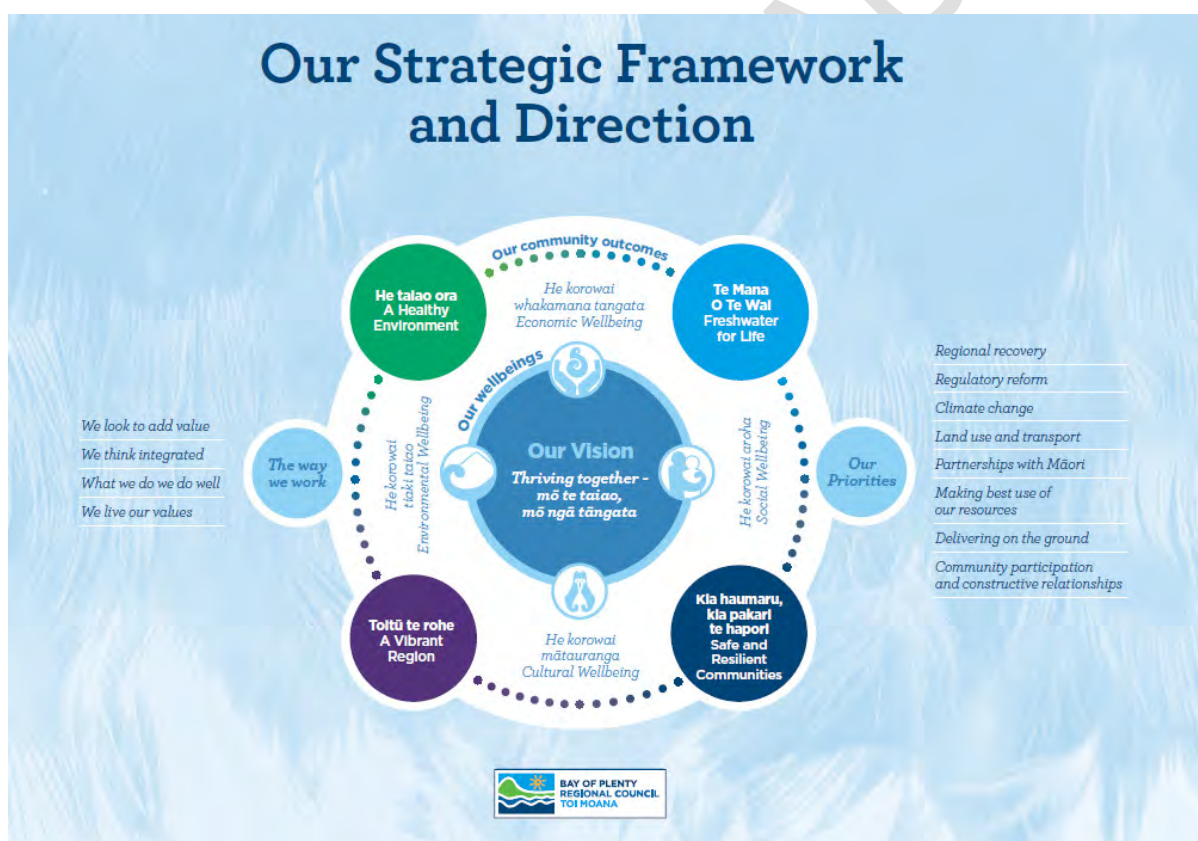 Our Strategic Framework
and Direction
Our community outcomes
He taiao ora
A Healthy
Environment
He korowai
whakamana tangata
Economic Wellbeing
Te Mana
O Te Wai
Freshwater
for Life
Our wellbeings
We look to add value
We think integrated
What we do we do well
We live our values
The way
we work
He korowai
tiaki taiao
Environmental Wellbeing
Our Vision
Thriving together –
mō te taiao,
mō ngā tāngata
He korowai aroha
Social Wellbeing
Our
Priorities
Regional recovery
Regulatory reform
Climate change
Land use and transport
Partnerships with Māori
Making best use of
our resources
Delivering on the ground
Community participation
and constructive relationships
Toitū te rohe
A Vibrant
Region
He korowai
mātauranga
Cultural Wellbeing
Kia haumaru,
kia pakari
te hapori
Safe and
Resilient
Communities
BAY OF PLENTY
REGIONAL COUNCIL
TOI MOANA